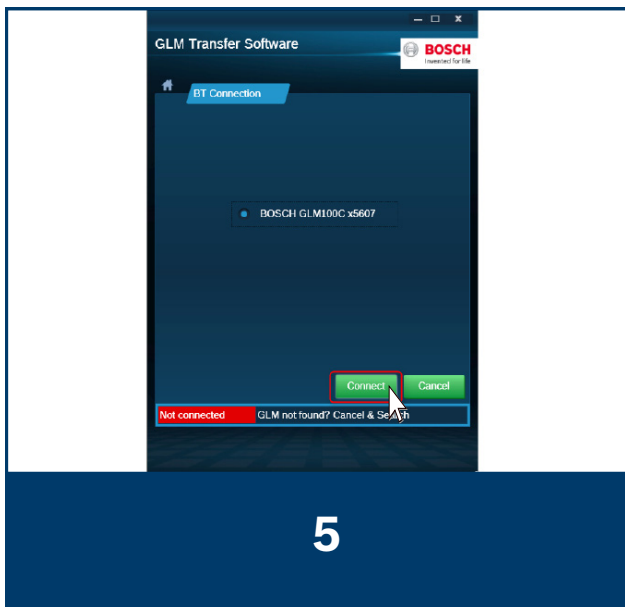 GLM Transfer Software
BOSCH
Invented for life
BT Connection
BOSCH GLM100C x5607
Connect Cancel
Not connected GLM not found? Cancel & Search
5